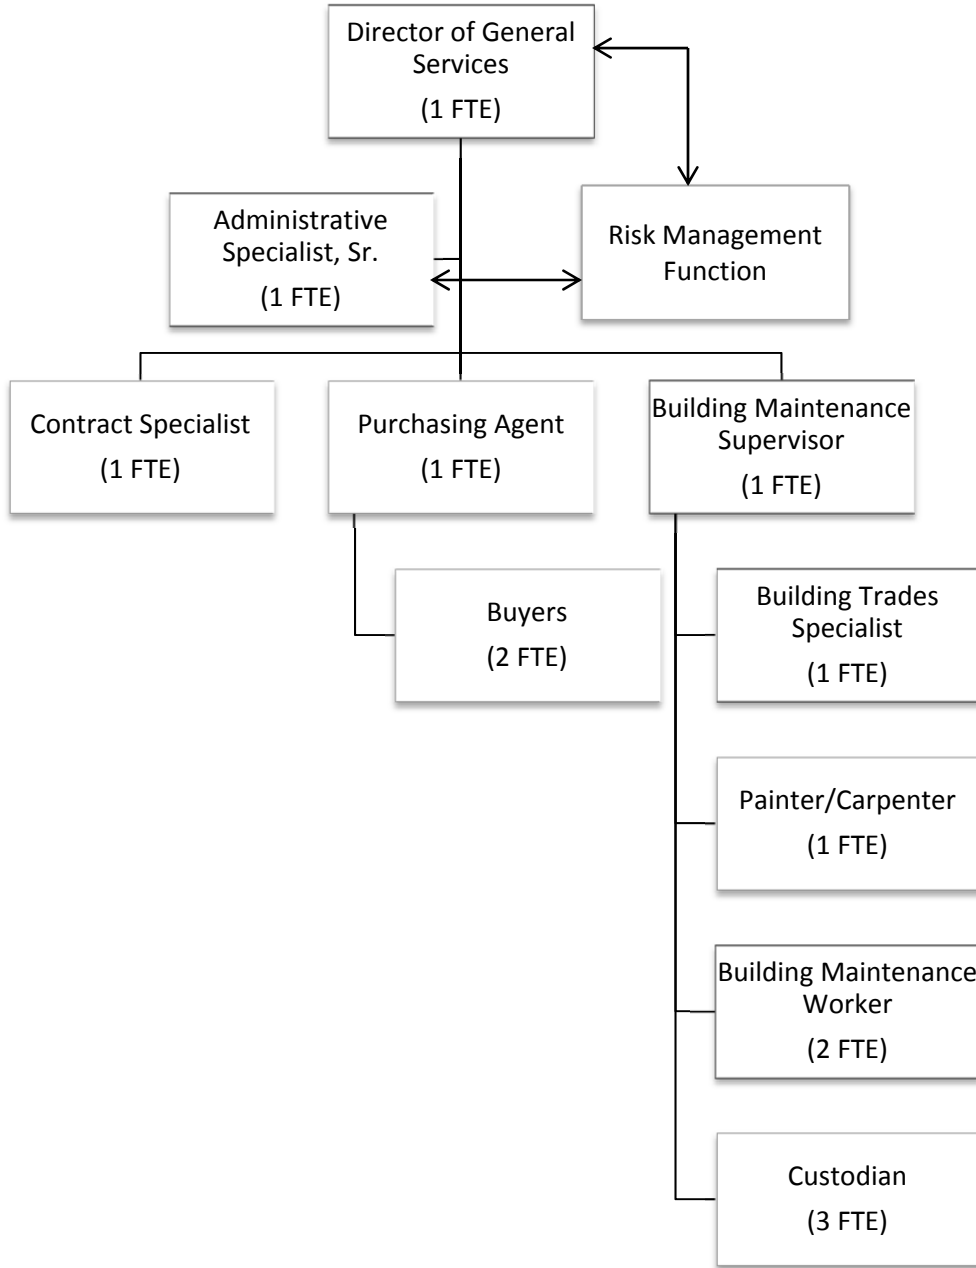 Director of General
Services
(1 FTE)
Administrative
Specialist, Sr.
(1 FTE)
Risk Management
Function
Contract Specialist
(1 FTE)
Purchasing Agent
(1 FTE)
Building Maintenance
Supervisor
(1 FTE)
Buyers
(2 FTE)
Building Trades
Specialist
(1 FTE)
Painter/Carpenter
(1 FTE)
Building Maintenance
Worker
(2 FTE)
Custodian
(3 FTE)